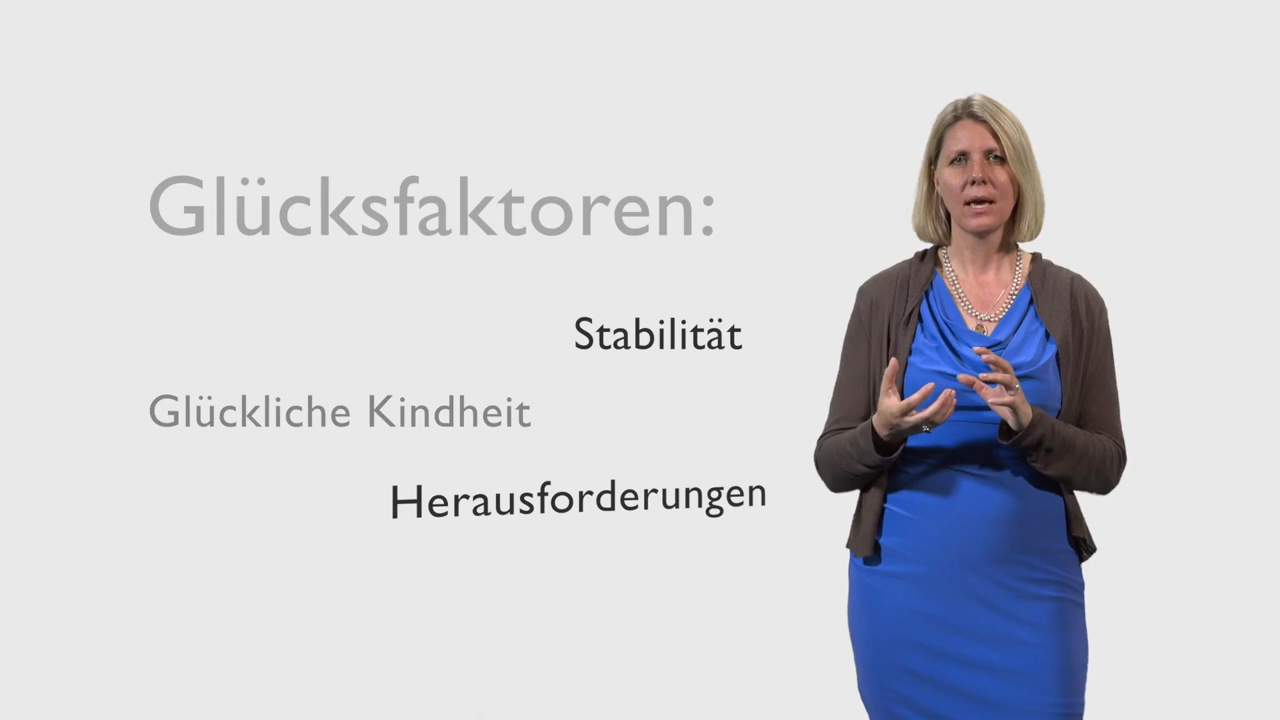 Glücksfaktoren:
Stabilität
Glückliche Kindheit
Herausforderungen